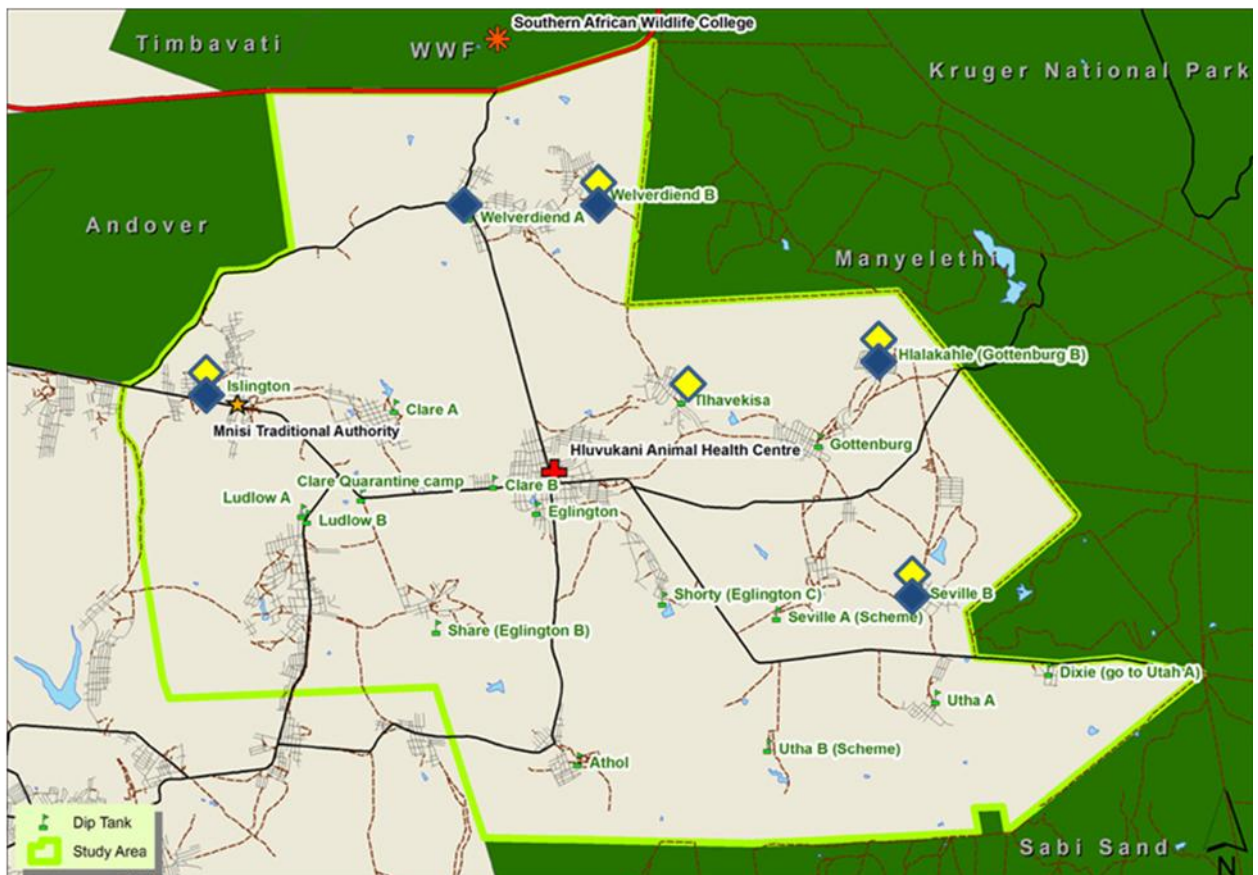 Southern African Wildlife College
Timbavati
WWF
Kruger National Park
Welverdiend B
Welverdiend A
Andover
Manyelethi
Hlalakahle (Gottenburg B)
Islington
Tlhavekisa
Clare A
Mnisi Traditional Authority
Gottenburg
Hluvukani Animal Health Centre
Clare Quarantine camp
Clare B
Ludlow A
Ludlow B
Eglington
Shorty (Eglington C)
Seville B
Seville A (Scheme)
Share (Eglington B)
Dixie (go to Utah A)
Utha A
Utha B (Scheme)
Athol
Dip Tank
Study Area
Sabi Sand
N